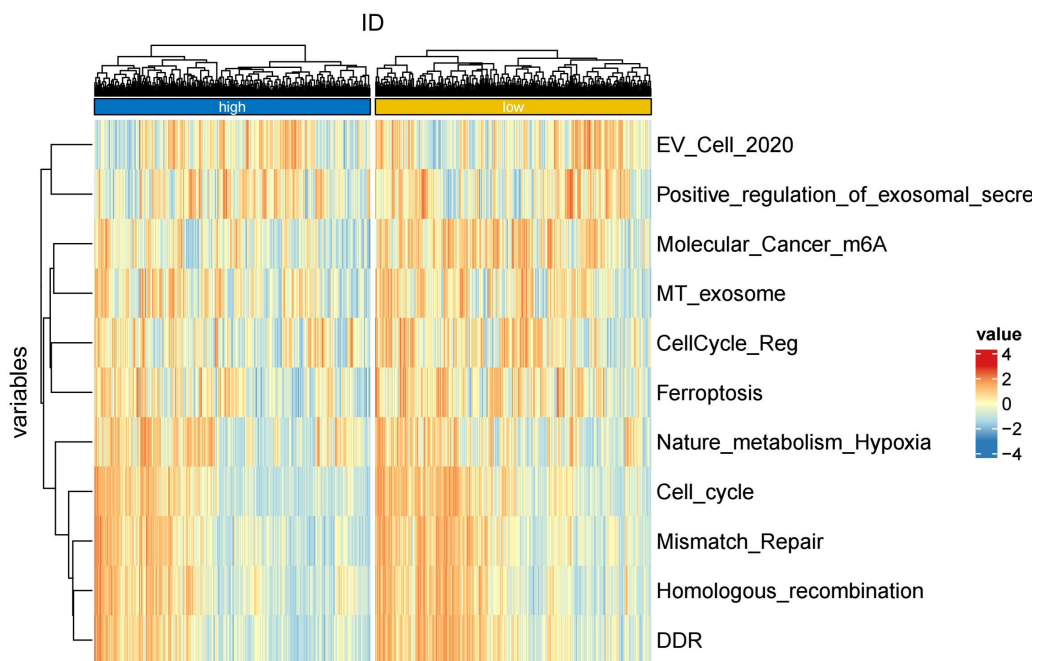 ID
high
low
EV_Cell_2020
Positive_regulation_of_exosomal_secre
Molecular_Cancer_m6A
MT_exosome
CellCycle_Reg
Ferroptosis
Nature_metabolism_Hypoxia
Cell_cycle
Mismatch_Repair
Homologous_recombination
DDR
variables
value
4
2
0
−2
−4